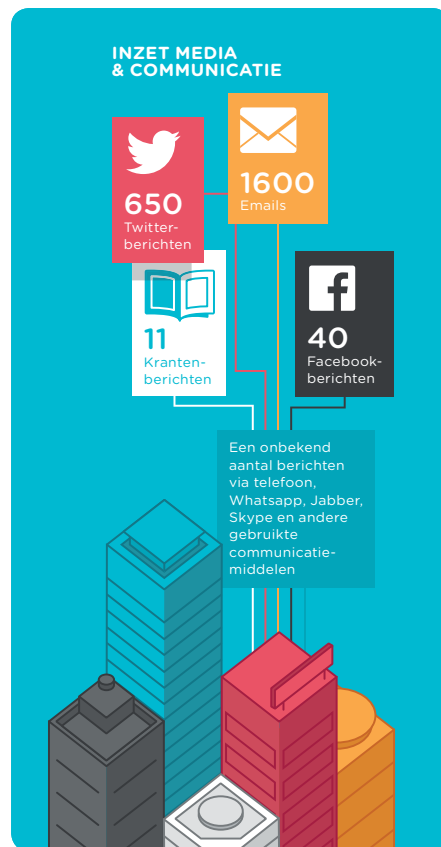 INZET MEDIA
& COMMUNICATIE
650
Twitter-
berichten
1600
Emails
11
Kranten-
berichten
40
Facebook-
berichten
Een onbekend
aantal berichten
via telefoon,
Whatsapp, Jabber,
Skype en andere
gebruikte
communicatie-
middelen